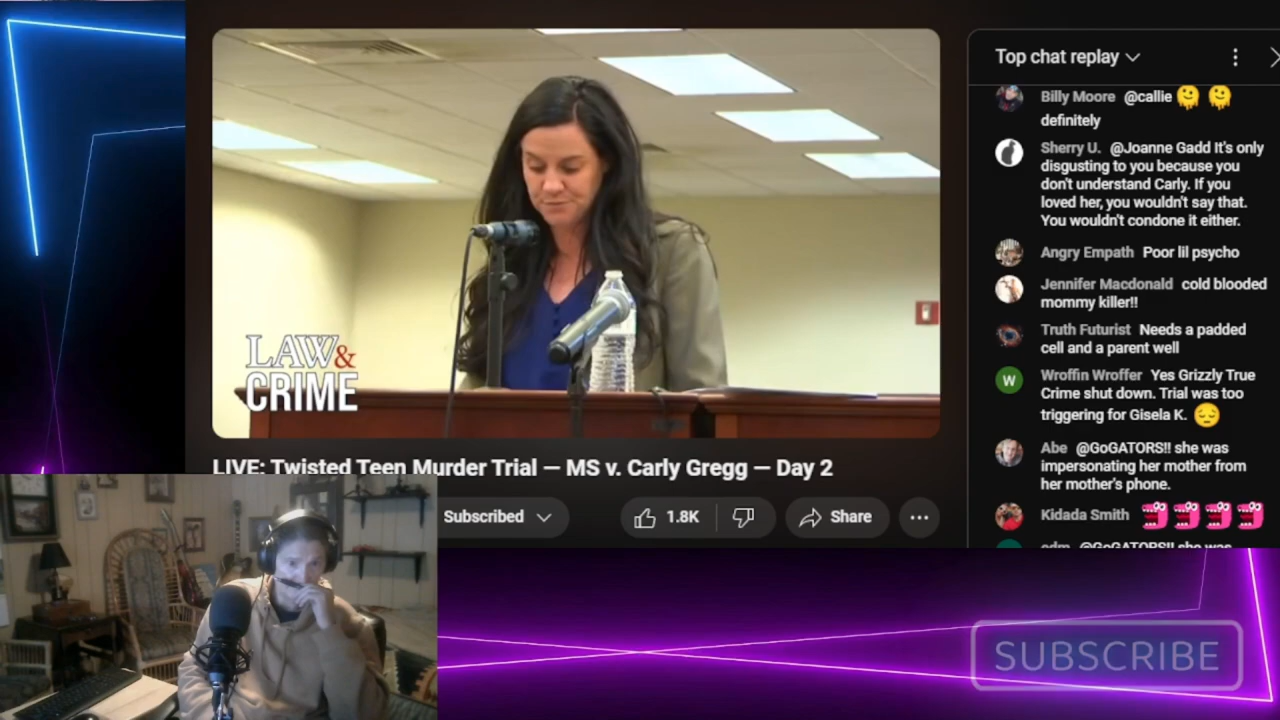 LAW&
CRIME
LIVE: Twisted Teen Murder Trial — MS v. Carly Gregg — Day 2
Subscribed
1.8K
Share
Top chat replay
Billy Moore @callie
definitely
Sherry U. @Joanne Gadd It's only
disgusting to you because you
don't understand Carly. If you
loved her, you wouldn't say that.
You wouldn't condone it either.
Angry Empath Poor lil psycho
Jennifer Macdonald cold blooded
mommy killer!!
Truth Futurist Needs a padded
cell and a parent well
W
Wroffin Wroffer Yes Grizzly True
Crime shut down. Trial was too
triggering for Gisela K.
Abe @GoGATORS!! she was
impersonating her mother from
her mother's phone.
Kidada Smith
edm @GoGATORS!! she was
SUBSCRIBE